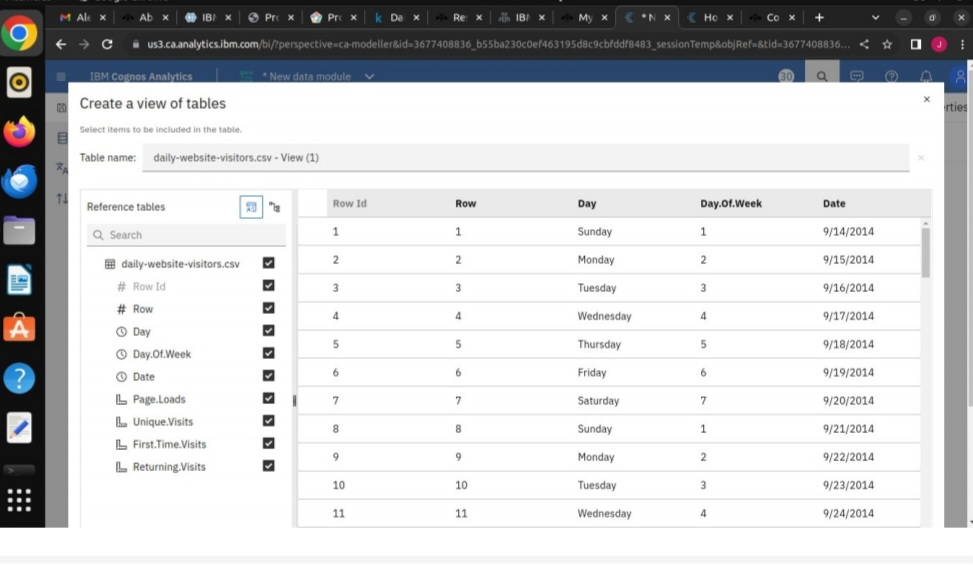 Ale Ab IBI Pro Pro Da Re IBI My * N Ho Co
us3.ca.analytics.ibm.com/bi/?perspective=ca-modeller&id=3677408836_b55ba230c0ef463195d8c9cbfddf8483_sessionTemp&objRef=&tid=3677408836...
IBM Cognos Analytics * New data module 30
Create a view of tables
Select items to be included in the table.
Table name: daily-website-visitors.csv - View (1)
Reference tables
Search
daily-website-visitors.csv
# Row Id
# Row
Day
Day.Of.Week
Date
Page.Loads
Unique.Visits
First.Time.Visits
Returning.Visits
Row Id Row Day Day.Of.Week Date
1 1 Sunday 1 9/14/2014
2 2 Monday 2 9/15/2014
3 3 Tuesday 3 9/16/2014
4 4 Wednesday 4 9/17/2014
5 5 Thursday 5 9/18/2014
6 6 Friday 6 9/19/2014
7 7 Saturday 7 9/20/2014
8 8 Sunday 1 9/21/2014
9 9 Monday 2 9/22/2014
10 10 Tuesday 3 9/23/2014
11 11 Wednesday 4 9/24/2014
erties